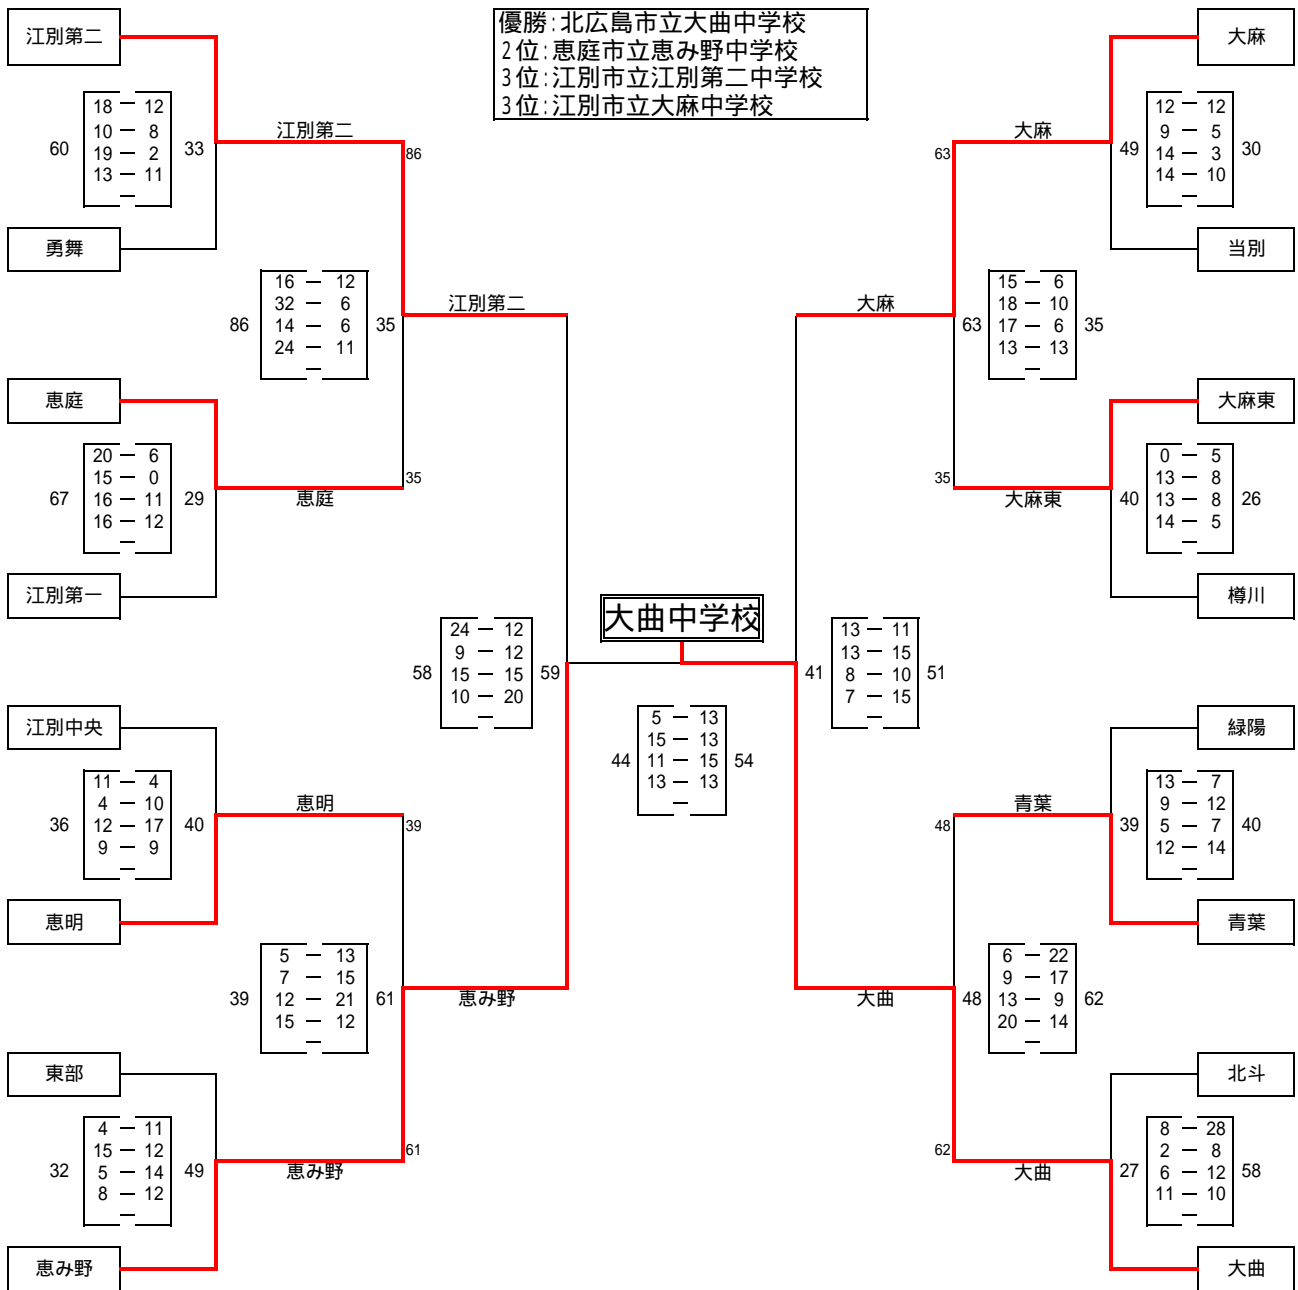 優勝:北広島市立大曲中学校
2位:恵庭市立恵み野中学校
3位:江別市立江別第二中学校
3位:江別市立大麻中学校
江別第二
60
18 — 12
10 — 8
19 — 2
13 — 11
—
33
勇舞
江別第二
86
86
16 — 12
32 — 6
14 — 6
24 — 11
—
35
江別第二
恵庭
67
20 — 6
15 — 0
16 — 11
16 — 12
—
29
江別第一
恵庭
35
58
24 — 12
9 — 12
15 — 15
10 — 20
—
59
江別中央
36
11 — 4
4 — 10
12 — 17
9 — 9
—
40
恵明
恵明
39
39
5 — 13
7 — 15
12 — 21
15 — 12
—
61
恵み野
東部
32
4 — 11
15 — 12
5 — 14
8 — 12
—
49
恵み野
恵み野
61
大曲中学校
44
5 — 13
15 — 13
11 — 15
13 — 13
—
54
大麻
49
12 — 12
9 — 5
14 — 3
14 — 10
—
30
当別
大麻
63
63
15 — 6
18 — 10
17 — 6
13 — 13
—
35
大麻
大麻東
40
0 — 5
13 — 8
13 — 8
14 — 5
—
26
樽川
大麻東
35
41
13 — 11
13 — 15
8 — 10
7 — 15
—
51
緑陽
39
13 — 7
9 — 12
5 — 7
12 — 14
—
40
青葉
青葉
48
48
6 — 22
9 — 17
13 — 9
20 — 14
—
62
大曲
北斗
27
8 — 28
2 — 8
6 — 12
11 — 10
—
58
大曲
大曲
62